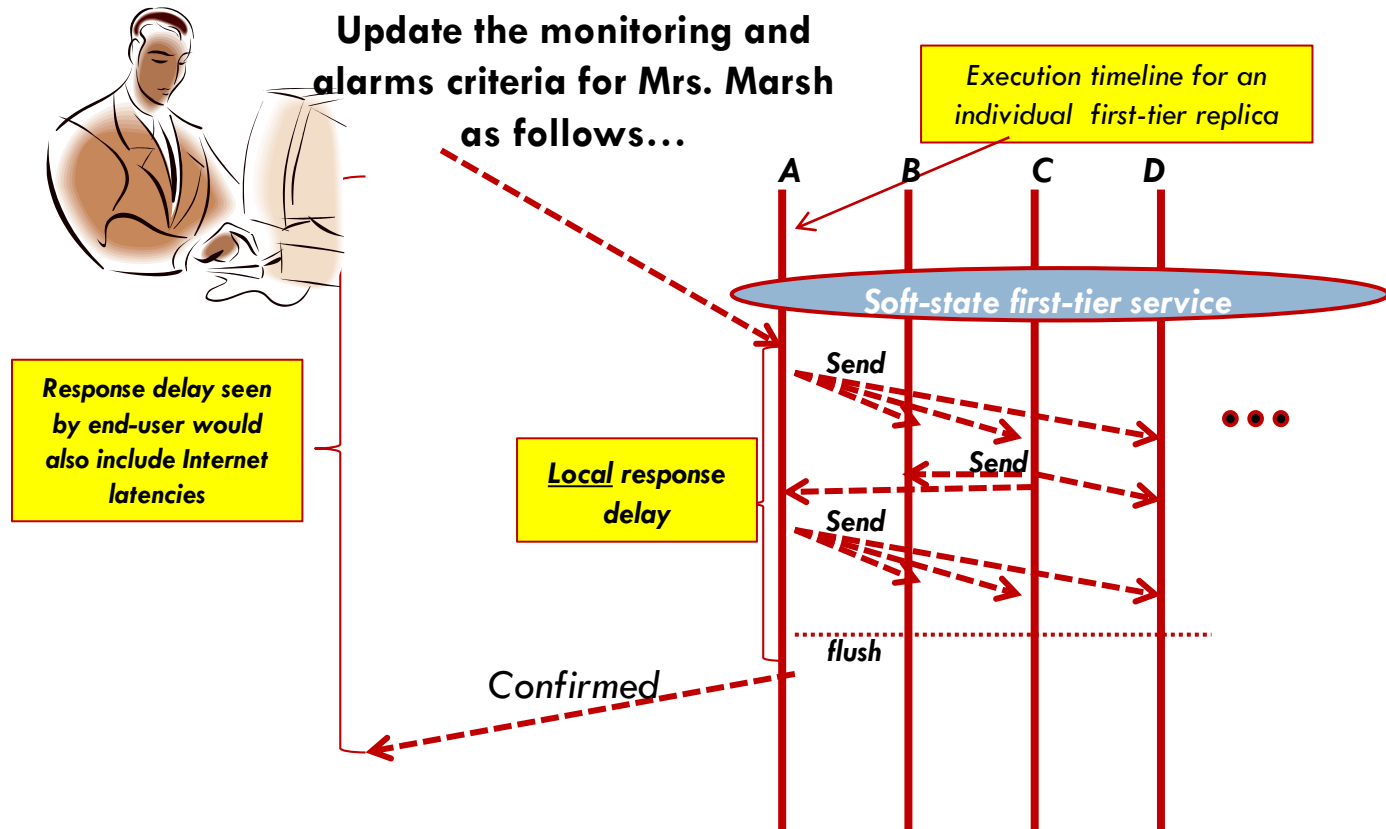 Update the monitoring and
alarms criteria for Mrs. Marsh
as follows…
Execution timeline for an
individual first-tier replica
A B C D
Soft-state first-tier service
Send
Response delay seen
by end-user would
also include Internet
latencies
Local response
delay
Send
Send
flush
Confirmed